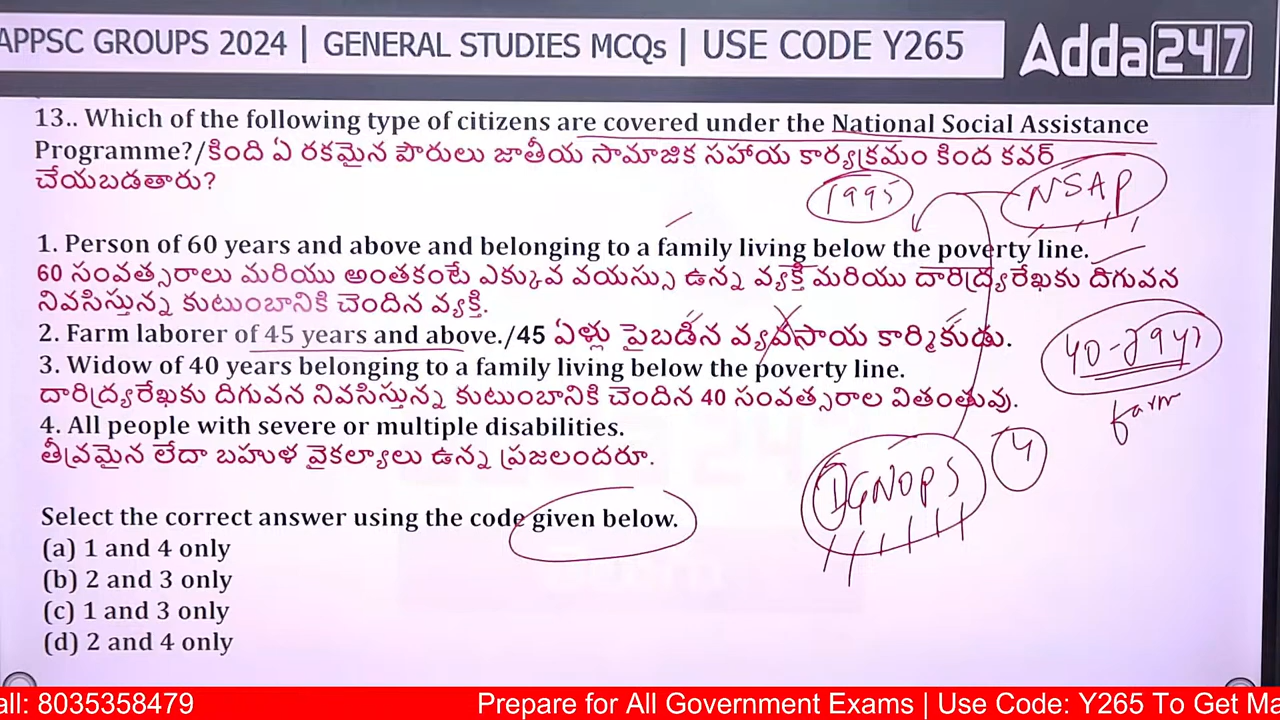 APPSC GROUPS 2024 | GENERAL STUDIES MCQs | USE CODE Y265
Adda247
13.. Which of the following type of citizens are covered under the National Social Assistance
Programme?/కింది ఏ రకమైన పౌరులు జాతీయ సామాజిక సహాయ కార్యక్రమం కింద కవర్
చేయబడతారు?
1995
NSAP
1. Person of 60 years and above and belonging to a family living below the poverty line.
60 సంవత్సరాలు మరియు అంతకంటే ఎక్కువ వయస్సు ఉన్న వ్యక్తి మరియు దారిద్ర్యరేఖకు దిగువన
నివసిస్తున్న కుటుంబానికి చెందిన వ్యక్తి.
2. Farm laborer of 45 years and above./45 ఏళ్లు పైబడిన వ్యవసాయ కార్మికుడు.
3. Widow of 40 years belonging to a family living below the poverty line.
దారిద్ర్యరేఖకు దిగువన నివసిస్తున్న కుటుంబానికి చెందిన 40 సంవత్సరాల వితంతువు.
farm
4. All people with severe or multiple disabilities.
తీవ్రమైన లేదా బహుళ వైకల్యాలు ఉన్న ప్రజలందరూ.
4
IGNOPS
Select the correct answer using the code given below.
(a) 1 and 4 only
(b) 2 and 3 only
(c) 1 and 3 only
(d) 2 and 4 only
all: 8035358479
Prepare for All Government Exams | Use Code: Y265 To Get Ma